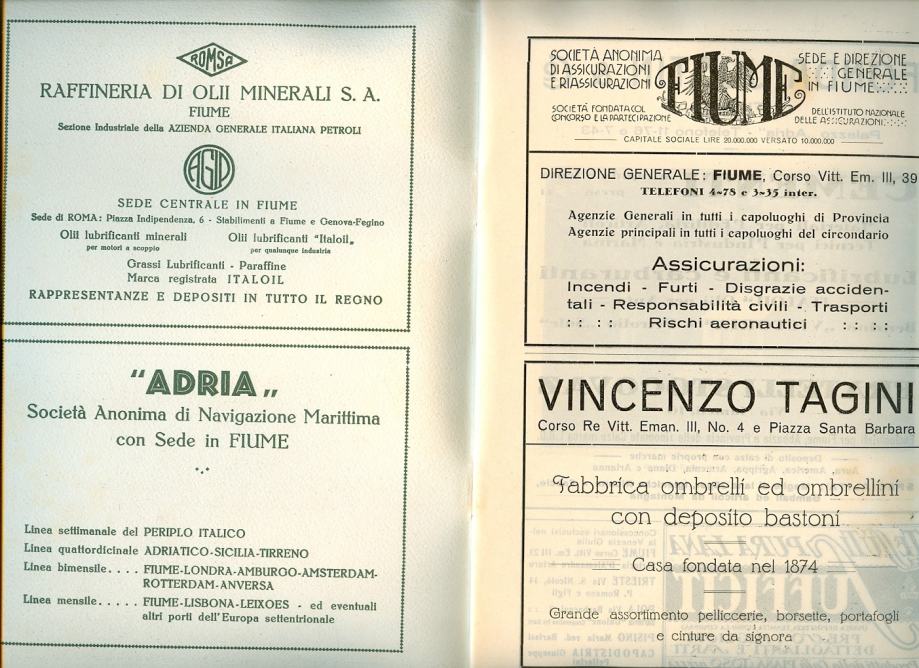 ROMSA
RAFFINERIA DI OLII MINERALI S. A.
FIUME
Sezione Industriale della AZIENDA GENERALE ITALIANA PETROLI
AGIP
SEDE CENTRALE IN FIUME
Sede di ROMA: Piazza Indipendenza, 6 - Stabilimenti a Fiume e Genova-Fegino
Olii lubrificanti minerali
per motori a scoppio
Olii lubrificanti "Italoil„
per qualunque industria
Grassi Lubrificanti - Paraffine
Marca registrata ITALOIL
RAPPRESENTANZE E DEPOSITI IN TUTTO IL REGNO
"ADRIA„
Società Anonima di Navigazione Marittima
con Sede in FIUME
Linea settimanale del PERIPLO ITALICO
Linea quattordicinale ADRIATICO-SICILIA-TIRRENO
Linea bimensile.... FIUME-LONDRA-AMBURGO-AMSTERDAM-
ROTTERDAM-ANVERSA
Linea mensile..... FIUME-LISBONA-LEIXOES - ed eventuali
altri porti dell'Europa settentrionale
SOCIETÀ ANONIMA
DI ASSICURAZIONI
E RIASSICURAZIONI
FIUME
SEDE E DIREZIONE
GENERALE
IN FIUME
SOCIETÀ FONDATA COL
CONCORSO E LA PARTECIPAZIONE
DELL'ISTITUTO NAZIONALE
DELLE ASSICURAZIONI
CAPITALE SOCIALE LIRE 20.000.000 VERSATO 10.000.000
DIREZIONE GENERALE: FIUME, Corso Vitt. Em. III, 39
TELEFONI 4-78 e 3-35 inter.
Agenzie Generali in tutti i capoluoghi di Provincia
Agenzie principali in tutti i capoluoghi del circondario
Assicurazioni:
Incendi - Furti - Disgrazie acciden-
tali - Responsabilità civili - Trasporti
: : : : Rischi aeronautici : : : :
VINCENZO TAGINI
Corso Re Vitt. Eman. III, No. 4 e Piazza Santa Barbara
Fabbrica ombrelli ed ombrellini
con deposito bastoni
Casa fondata nel 1874
Grande assortimento pelliccerie, borsette, portafogli
e cinture da signora